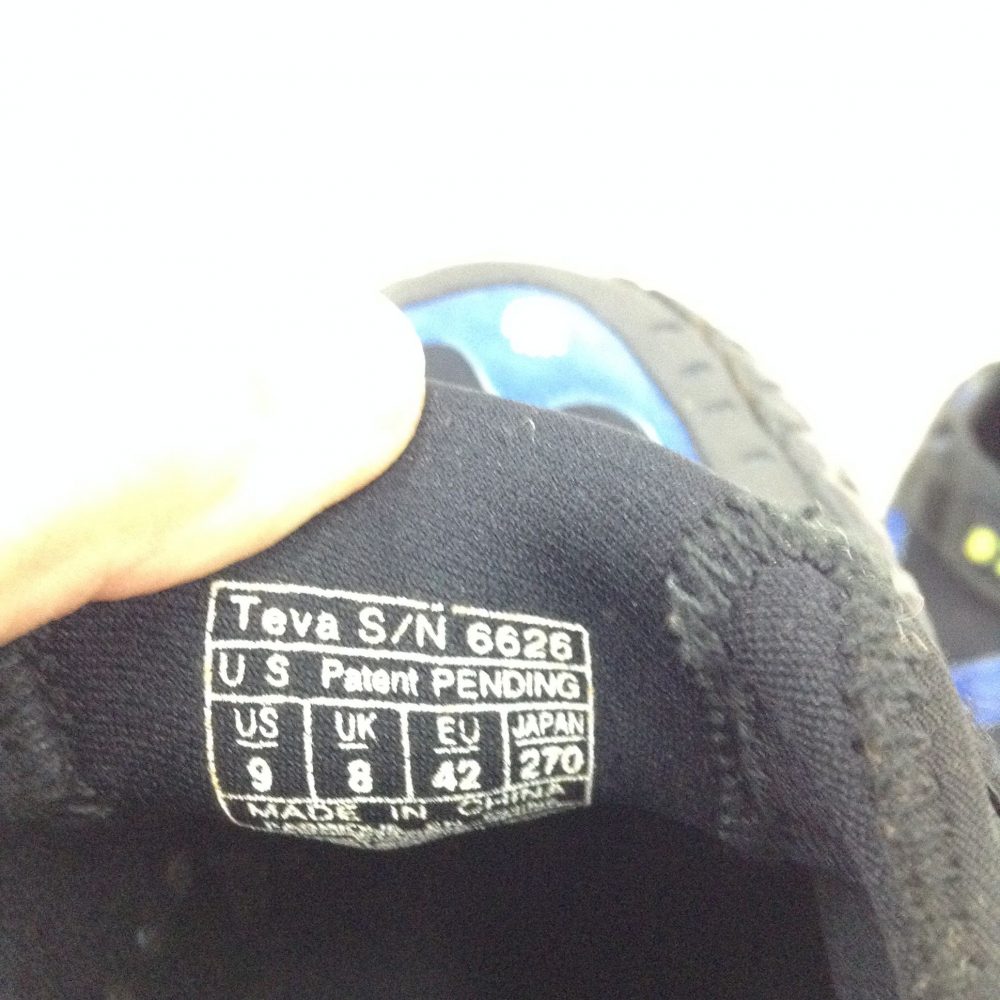 Teva S/N 6626
U S Patent PENDING
US UK EU JAPAN
9 8 42 270
MADE IN CHINA